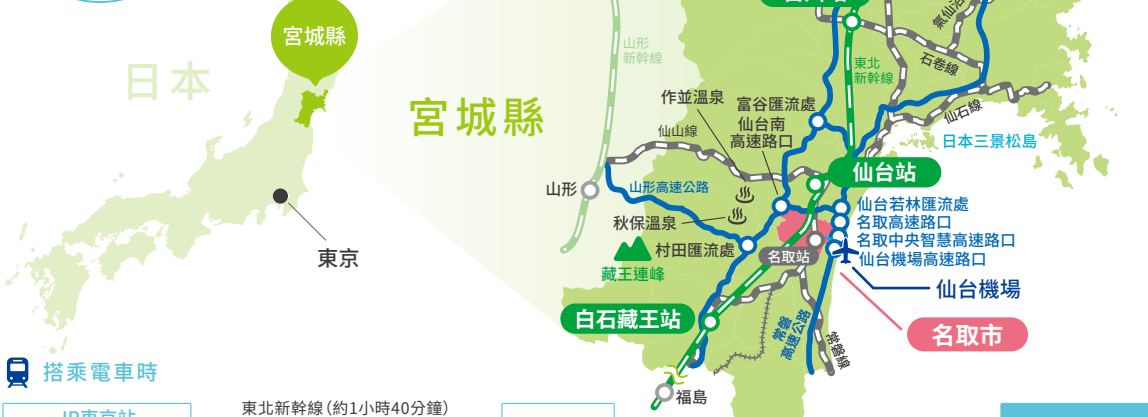 宮城縣
日本
東京
宮城縣
山形
新幹線
石卷線
東北
新幹線
作並溫泉
富谷匯流處
仙台南
高速路口
仙山線
仙石線
日本三景松島
仙台站
山形
山形高速公路
仙台若林匯流處
名取高速路口
名取中央智慧高速路口
仙台機場高速路口
秋保溫泉
村田匯流處
名取站
藏王連峰
仙台機場
白石藏王站
名取市
常磐
高速公路
常磐線
福島
搭乘電車時
東北新幹線(約1小時40分鐘)
JR東京站